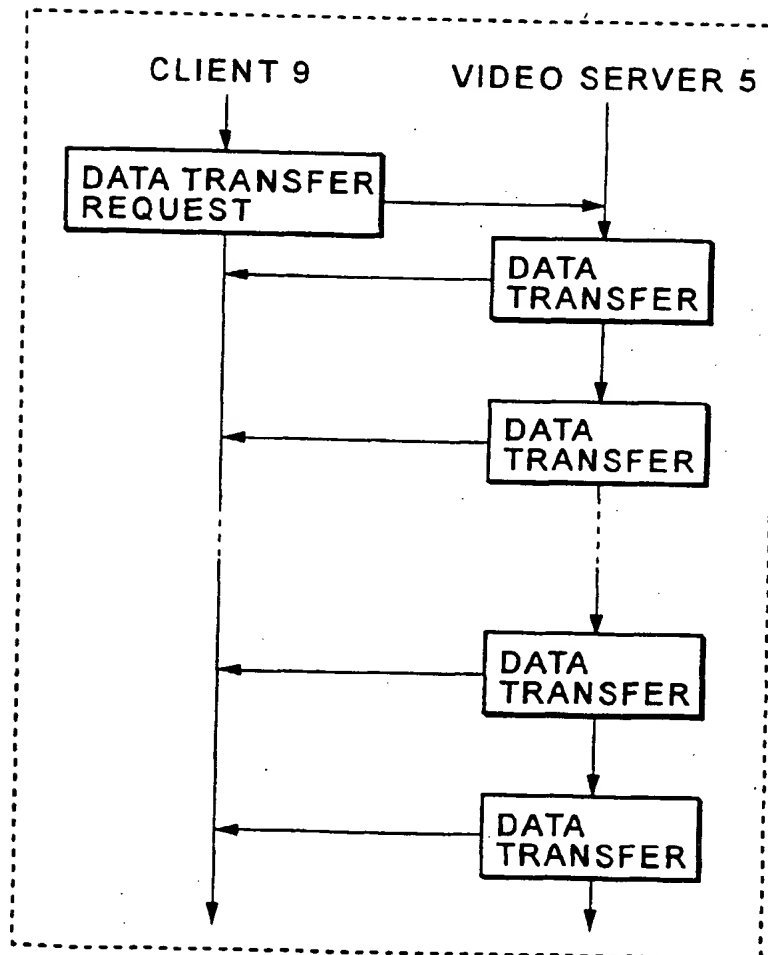 CLIENT 9
VIDEO SERVER 5
DATA TRANSFER
REQUEST
DATA
TRANSFER
DATA
TRANSFER
DATA
TRANSFER
DATA
TRANSFER